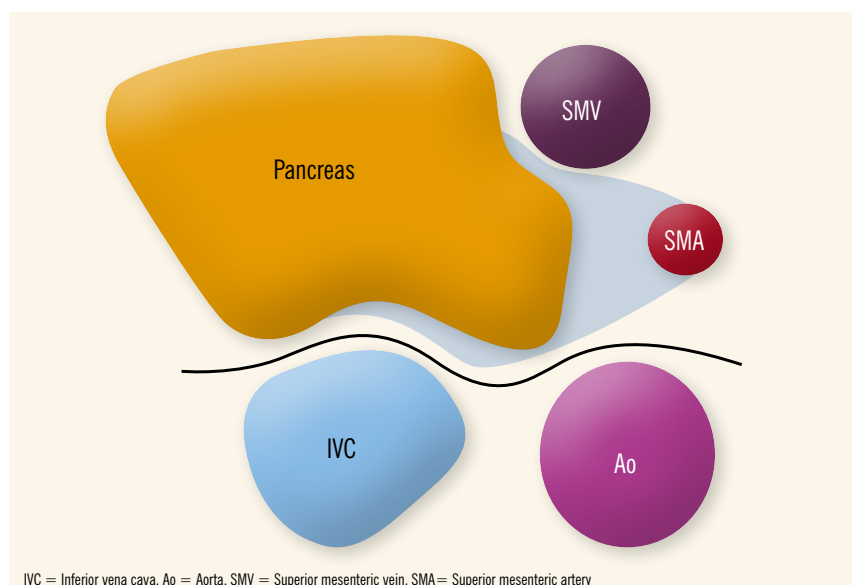 SMV
Pancreas
SMA
IVC
Ao
IVC = Inferior vena cava, Ao = Aorta, SMV = Superior mesenteric vein, SMA= Superior mesenteric artery